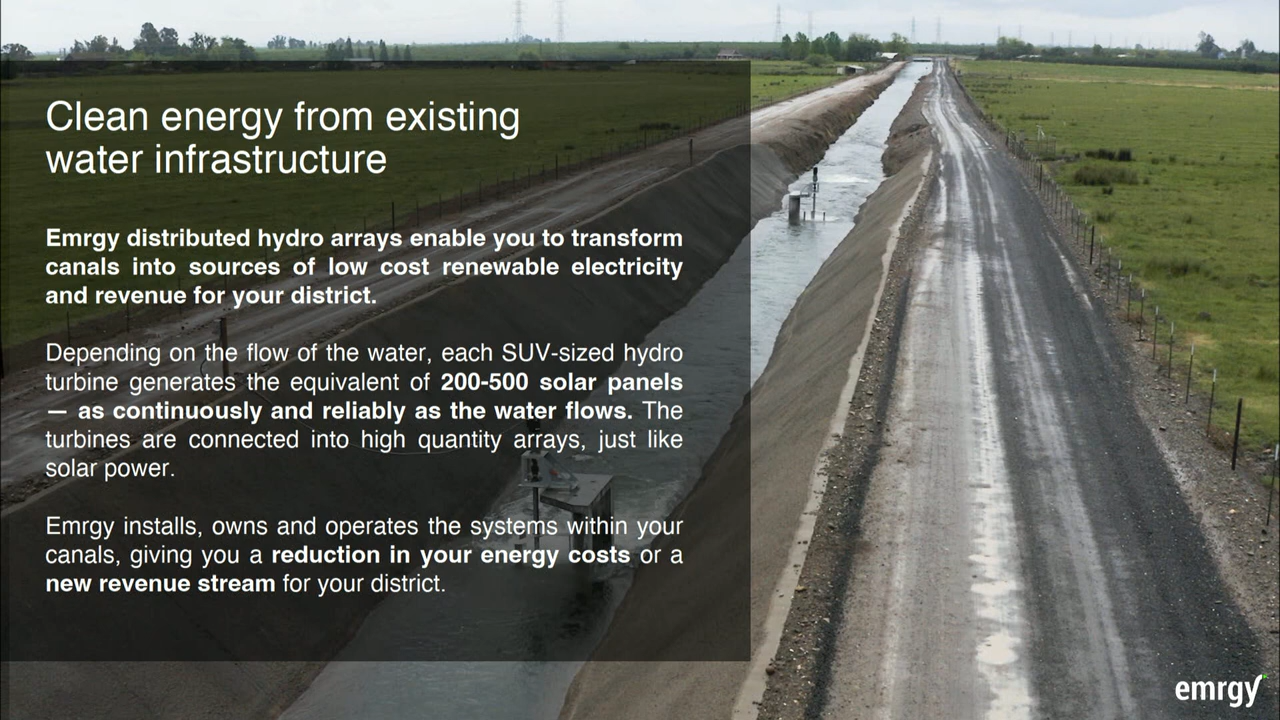 Clean energy from existing
water infrastructure
Emrgy distributed hydro arrays enable you to transform
canals into sources of low cost renewable electricity
and revenue for your district.
Depending on the flow of the water, each SUV-sized hydro
turbine generates the equivalent of 200-500 solar panels
— as continuously and reliably as the water flows. The
turbines are connected into high quantity arrays, just like
solar power.
Emrgy installs, owns and operates the systems within your
canals, giving you a reduction in your energy costs or a
new revenue stream for your district.
emrgy